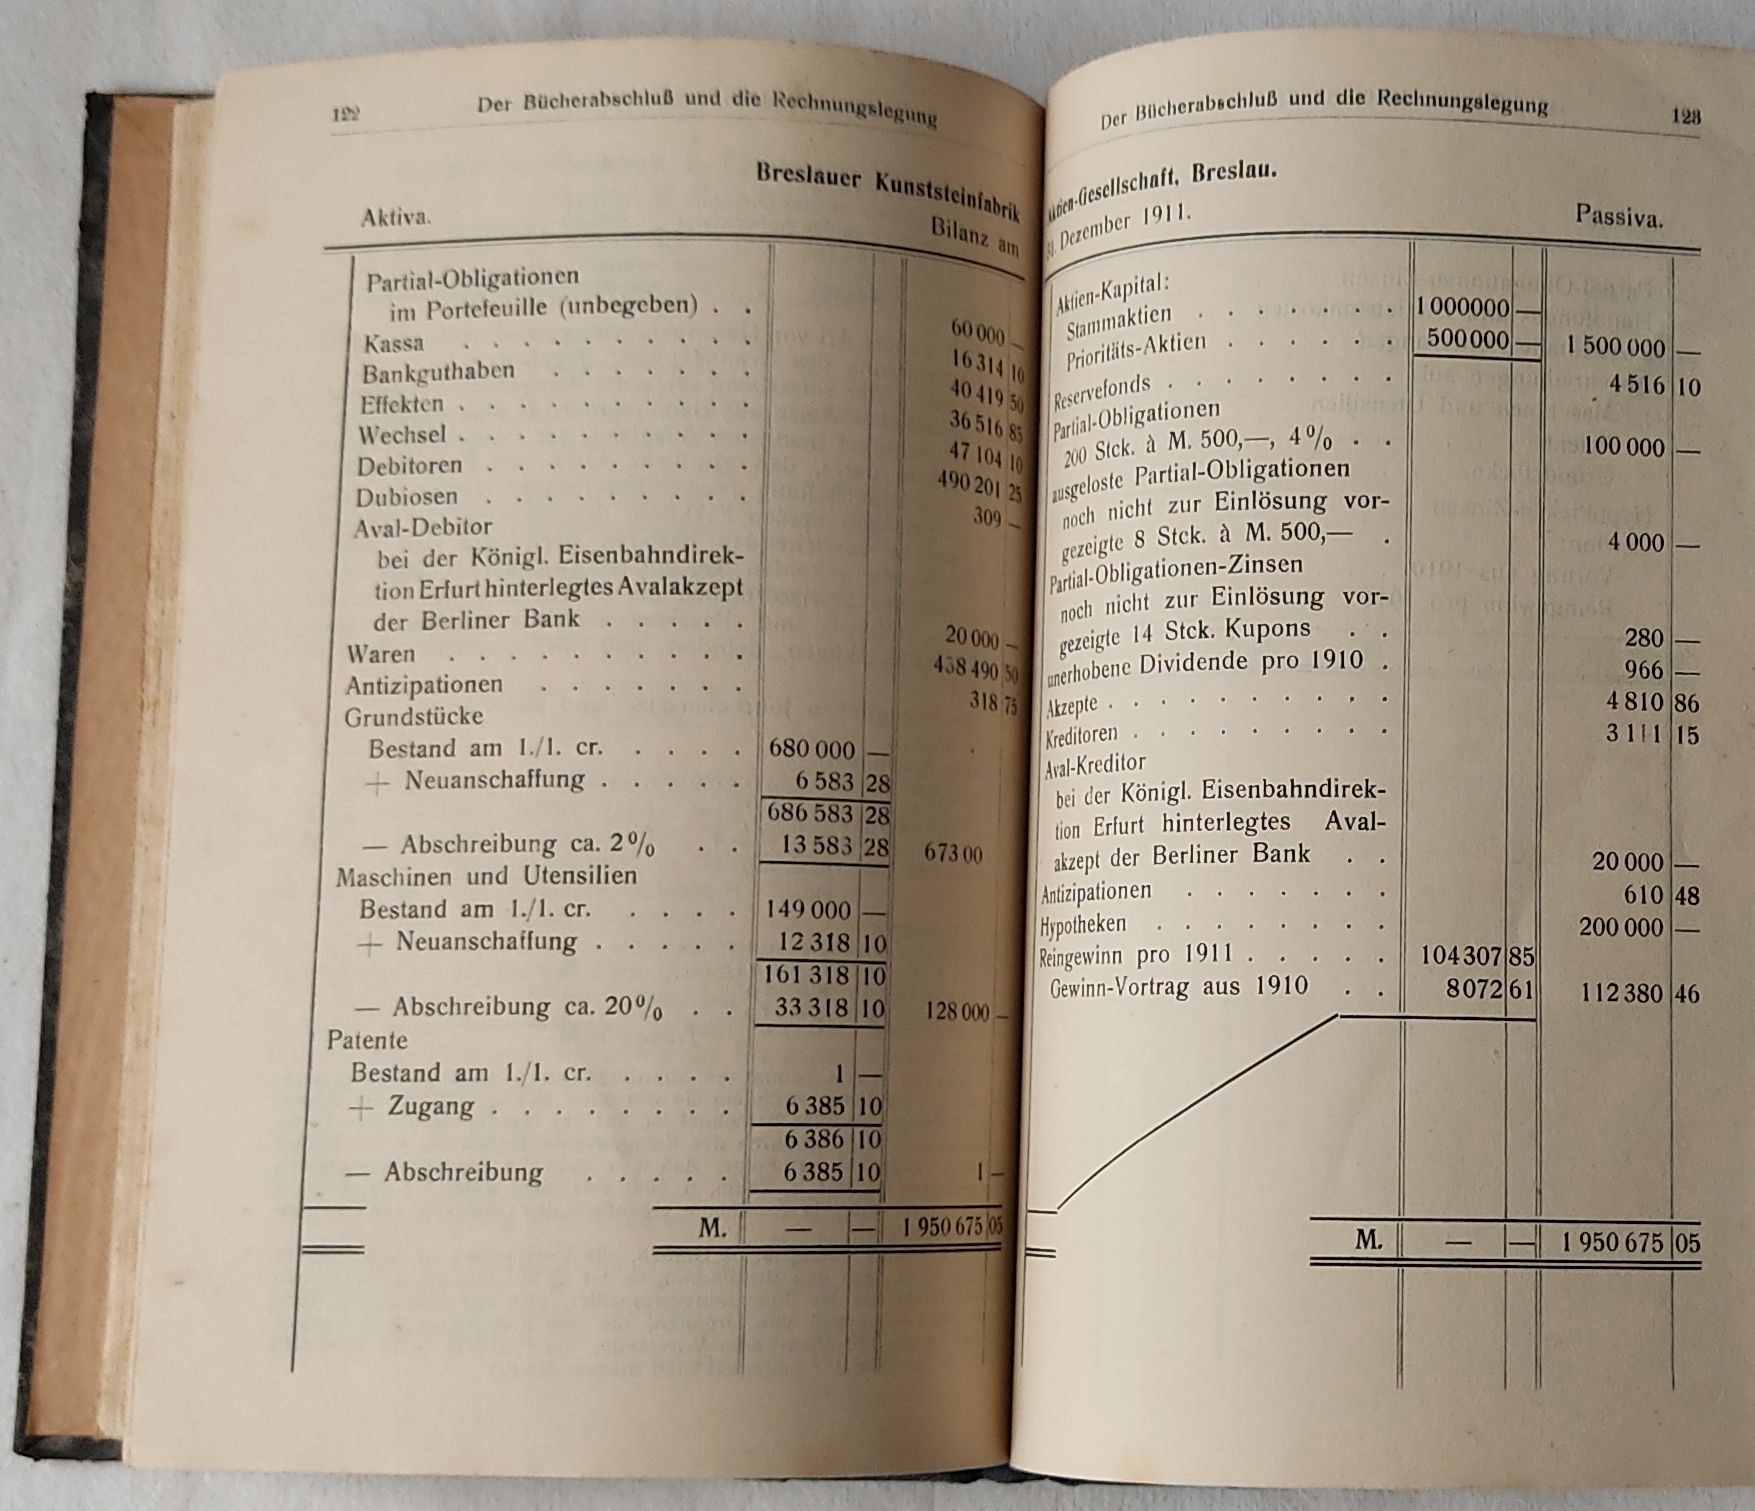 122 Der Bücherabschluß und die Rechnungslegung
Breslauer Kunststeinfabrik
Aktiva. Bilanz am
Partial-Obligationen
im Portefeuille (unbegeben) . . 60 000 —
Kassa . . . . . . . . . . 16 314 10
Bankguthaben . . . . . . . 40 419 50
Effekten . . . . . . . . . . 36 516 85
Wechsel . . . . . . . . . . 47 104 10
Debitoren . . . . . . . . . 490 201 25
Dubiosen . . . . . . . . . 309 —
Aval-Debitor
bei der Königl. Eisenbahndirek-
tion Erfurt hinterlegtes Avalakzept
der Berliner Bank . . . . . 20 000 —
Waren . . . . . . . . . . 438 490 50
Antizipationen . . . . . . . 318 75
Grundstücke
Bestand am 1./1. cr. . . . . 680 000 —
+ Neuanschaffung . . . . . 6 583 28
686 583 28
— Abschreibung ca. 2% . . 13 583 28 673 00
Maschinen und Utensilien
Bestand am 1./1. cr. . . . . 149 000 —
+ Neuanschaffung . . . . . 12 318 10
161 318 10
— Abschreibung ca. 20% . . 33 318 10 128 000 —
Patente
Bestand am 1./1. cr. . . . . 1 —
+ Zugang . . . . . . . . 6 385 10
6 386 10
— Abschreibung . . . . . 6 385 10 1 —
M. — — 1 950 675 05
Der Bücherabschluß und die Rechnungslegung 123
Aktien-Gesellschaft, Breslau.
31. Dezember 1911. Passiva.
Aktien-Kapital:
Stammaktien . . . . . . . 1 000000 —
Prioritäts-Aktien . . . . . . 500 000 — 1 500 000 —
Reservefonds . . . . . . . . 4 516 10
Partial-Obligationen
200 Stck. à M. 500,—, 4% . . 100 000 —
ausgeloste Partial-Obligationen
noch nicht zur Einlösung vor-
gezeigte 8 Stck. à M. 500,— . 4 000 —
Partial-Obligationen-Zinsen
noch nicht zur Einlösung vor-
gezeigte 14 Stck. Kupons . . 280 —
unerhobene Dividende pro 1910 . 966 —
Akzepte . . . . . . . . . 4 810 86
Kreditoren . . . . . . . . . 3 111 15
Aval-Kreditor
bei der Königl. Eisenbahndirek-
tion Erfurt hinterlegtes Aval-
akzept der Berliner Bank . . 20 000 —
Antizipationen . . . . . . . 610 48
Hypotheken . . . . . . . . 200 000 —
Reingewinn pro 1911 . . . . . 104 307 85
Gewinn-Vortrag aus 1910 . . 8 072 61 112 380 46
M. — — 1 950 675 05